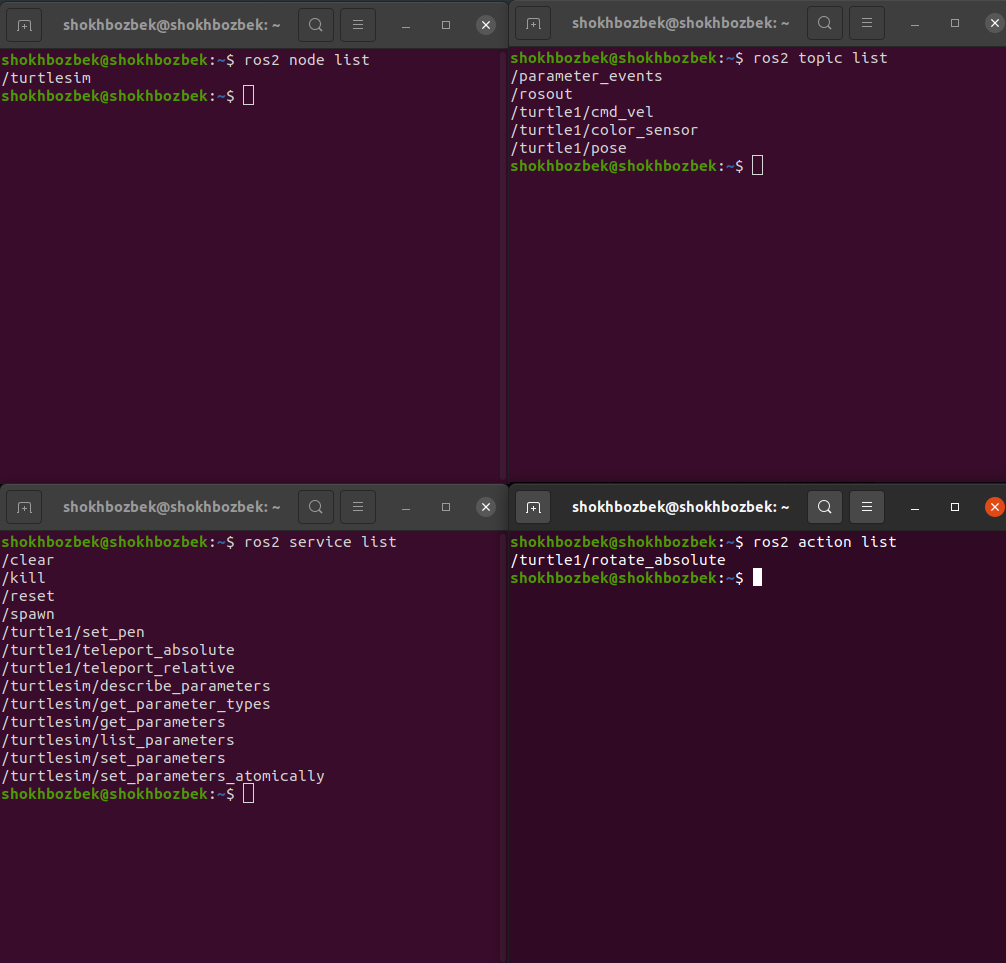 shokhbozbek@shokhbozbek: ~
shokhbozbek@shokhbozbek:~$ ros2 node list
/turtlesim
shokhbozbek@shokhbozbek:~$
shokhbozbek@shokhbozbek: ~
shokhbozbek@shokhbozbek:~$ ros2 topic list
/parameter_events
/rosout
/turtle1/cmd_vel
/turtle1/color_sensor
/turtle1/pose
shokhbozbek@shokhbozbek:~$
shokhbozbek@shokhbozbek: ~
shokhbozbek@shokhbozbek:~$ ros2 service list
/clear
/kill
/reset
/spawn
/turtle1/set_pen
/turtle1/teleport_absolute
/turtle1/teleport_relative
/turtlesim/describe_parameters
/turtlesim/get_parameter_types
/turtlesim/get_parameters
/turtlesim/list_parameters
/turtlesim/set_parameters
/turtlesim/set_parameters_atomically
shokhbozbek@shokhbozbek:~$
shokhbozbek@shokhbozbek: ~
shokhbozbek@shokhbozbek:~$ ros2 action list
/turtle1/rotate_absolute
shokhbozbek@shokhbozbek:~$